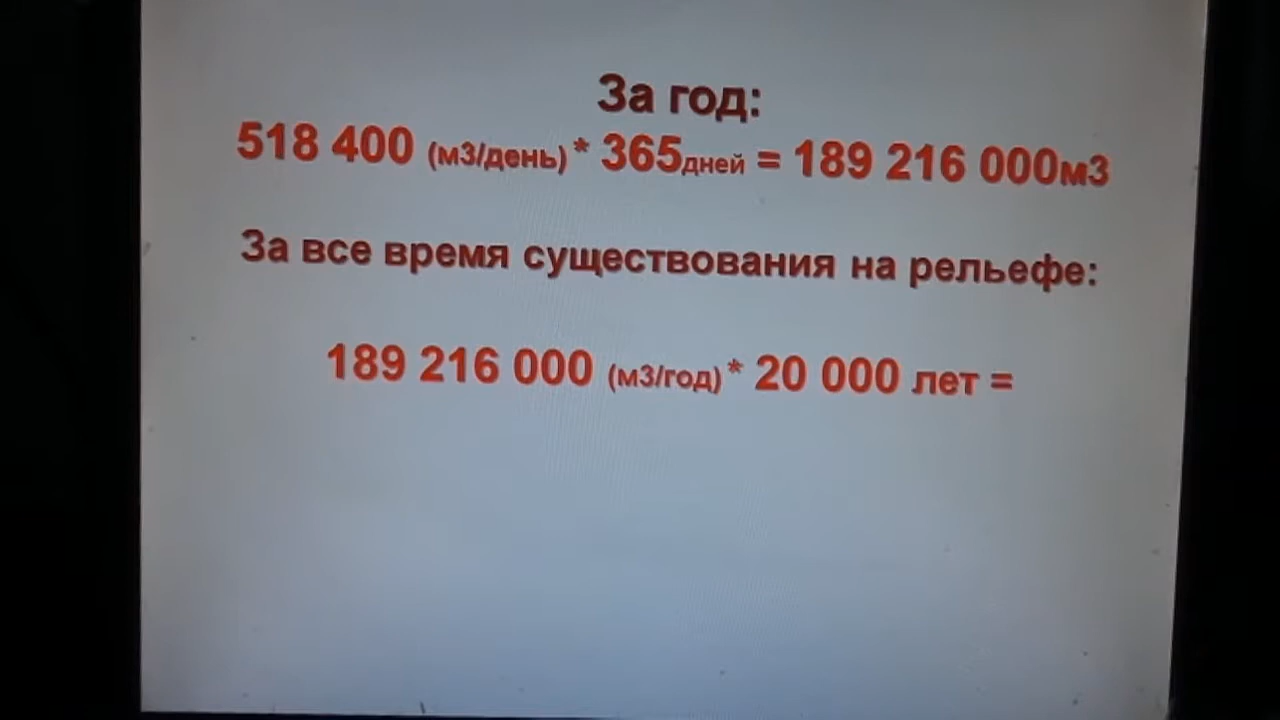 За год:
518 400 (м3/день) * 365дней = 189 216 000м3
За все время существования на рельефе:
189 216 000 (м3/год) * 20 000 лет =